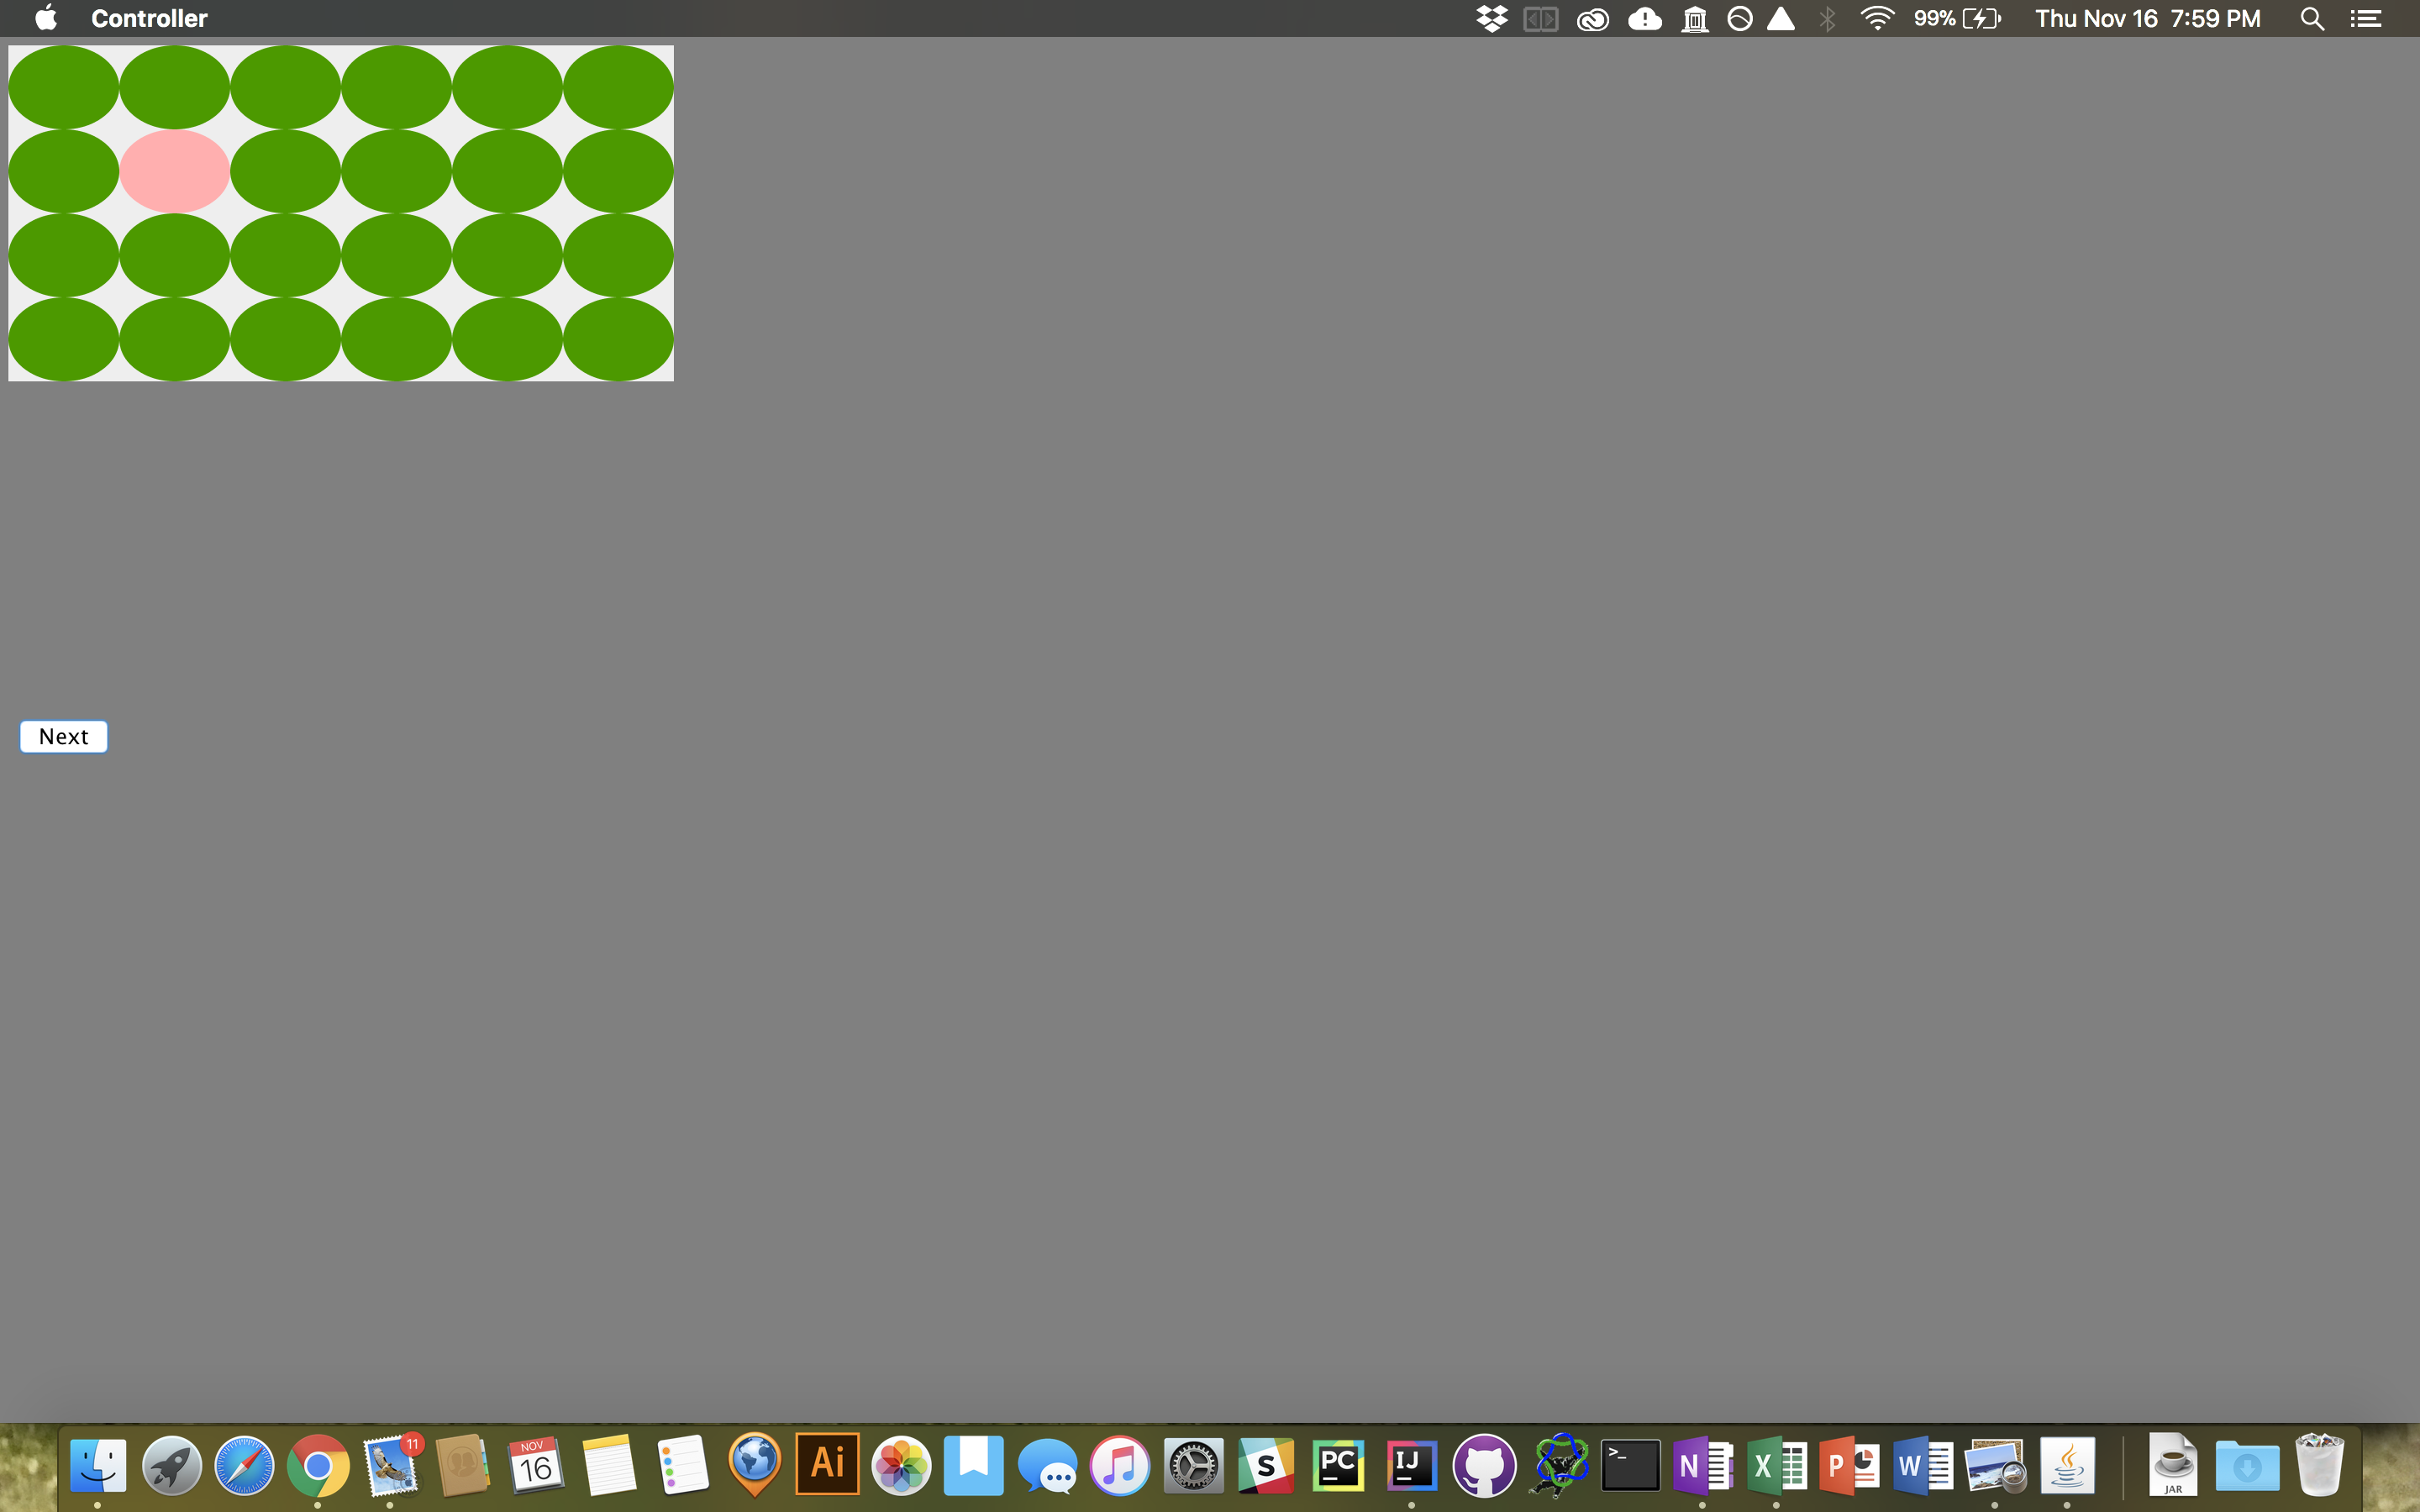 Controller 99% Thu Nov 16 7:59 PM
Next
11
NOV
16
Ai
S
PC
IJ
>_
N
X
P
W
JAR